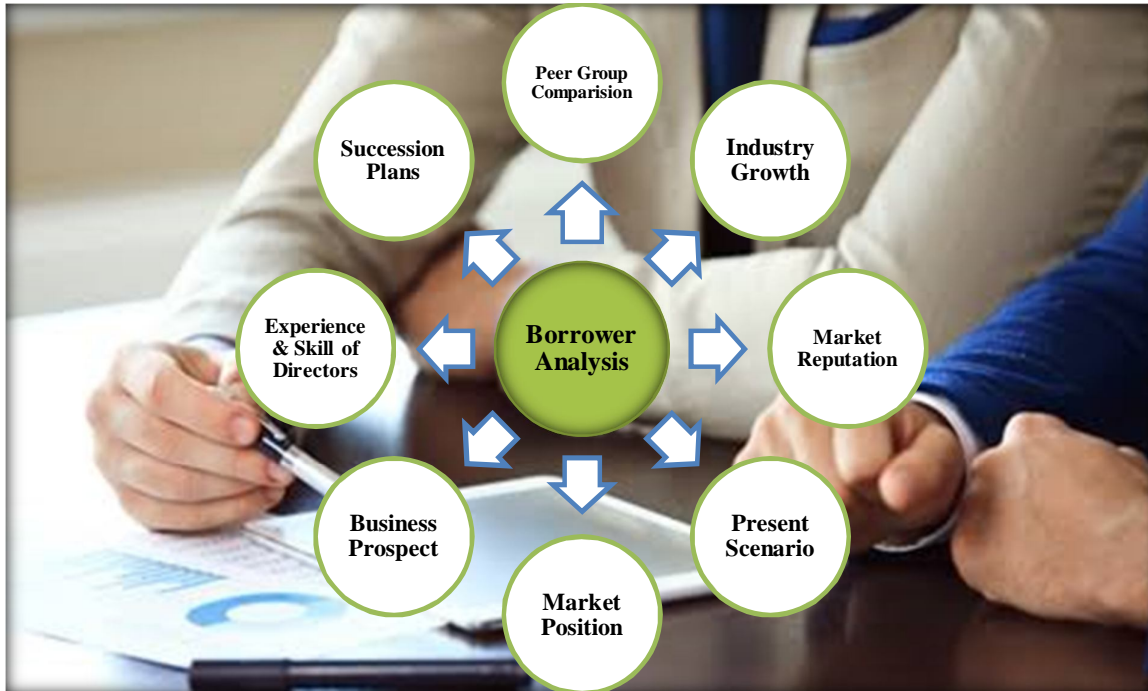 Peer Group
Comparision
Industry
Growth
Market
Reputation
Present
Scenario
Market
Position
Business
Prospect
Experience
& Skill of
Directors
Succession
Plans
Borrower
Analysis